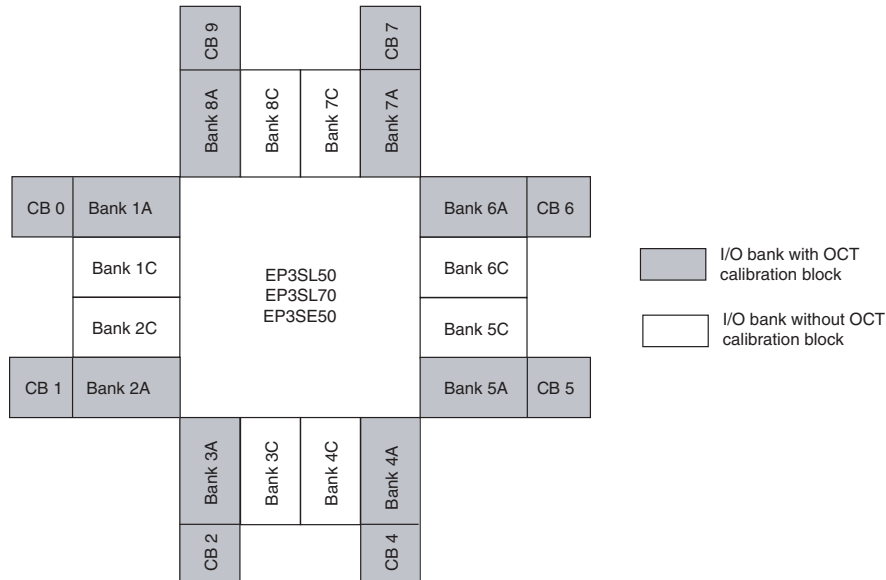 CB 9
CB 7
Bank 8A
Bank 8C
Bank 7C
Bank 7A
CB 0
Bank 1A
Bank 6A
CB 6
Bank 1C
Bank 6C
Bank 2C
Bank 5C
CB 1
Bank 2A
Bank 5A
CB 5
EP3SL50
EP3SL70
EP3SE50
Bank 3A
Bank 3C
Bank 4C
Bank 4A
CB 2
CB 4
I/O bank with OCT
calibration block
I/O bank without OCT
calibration block